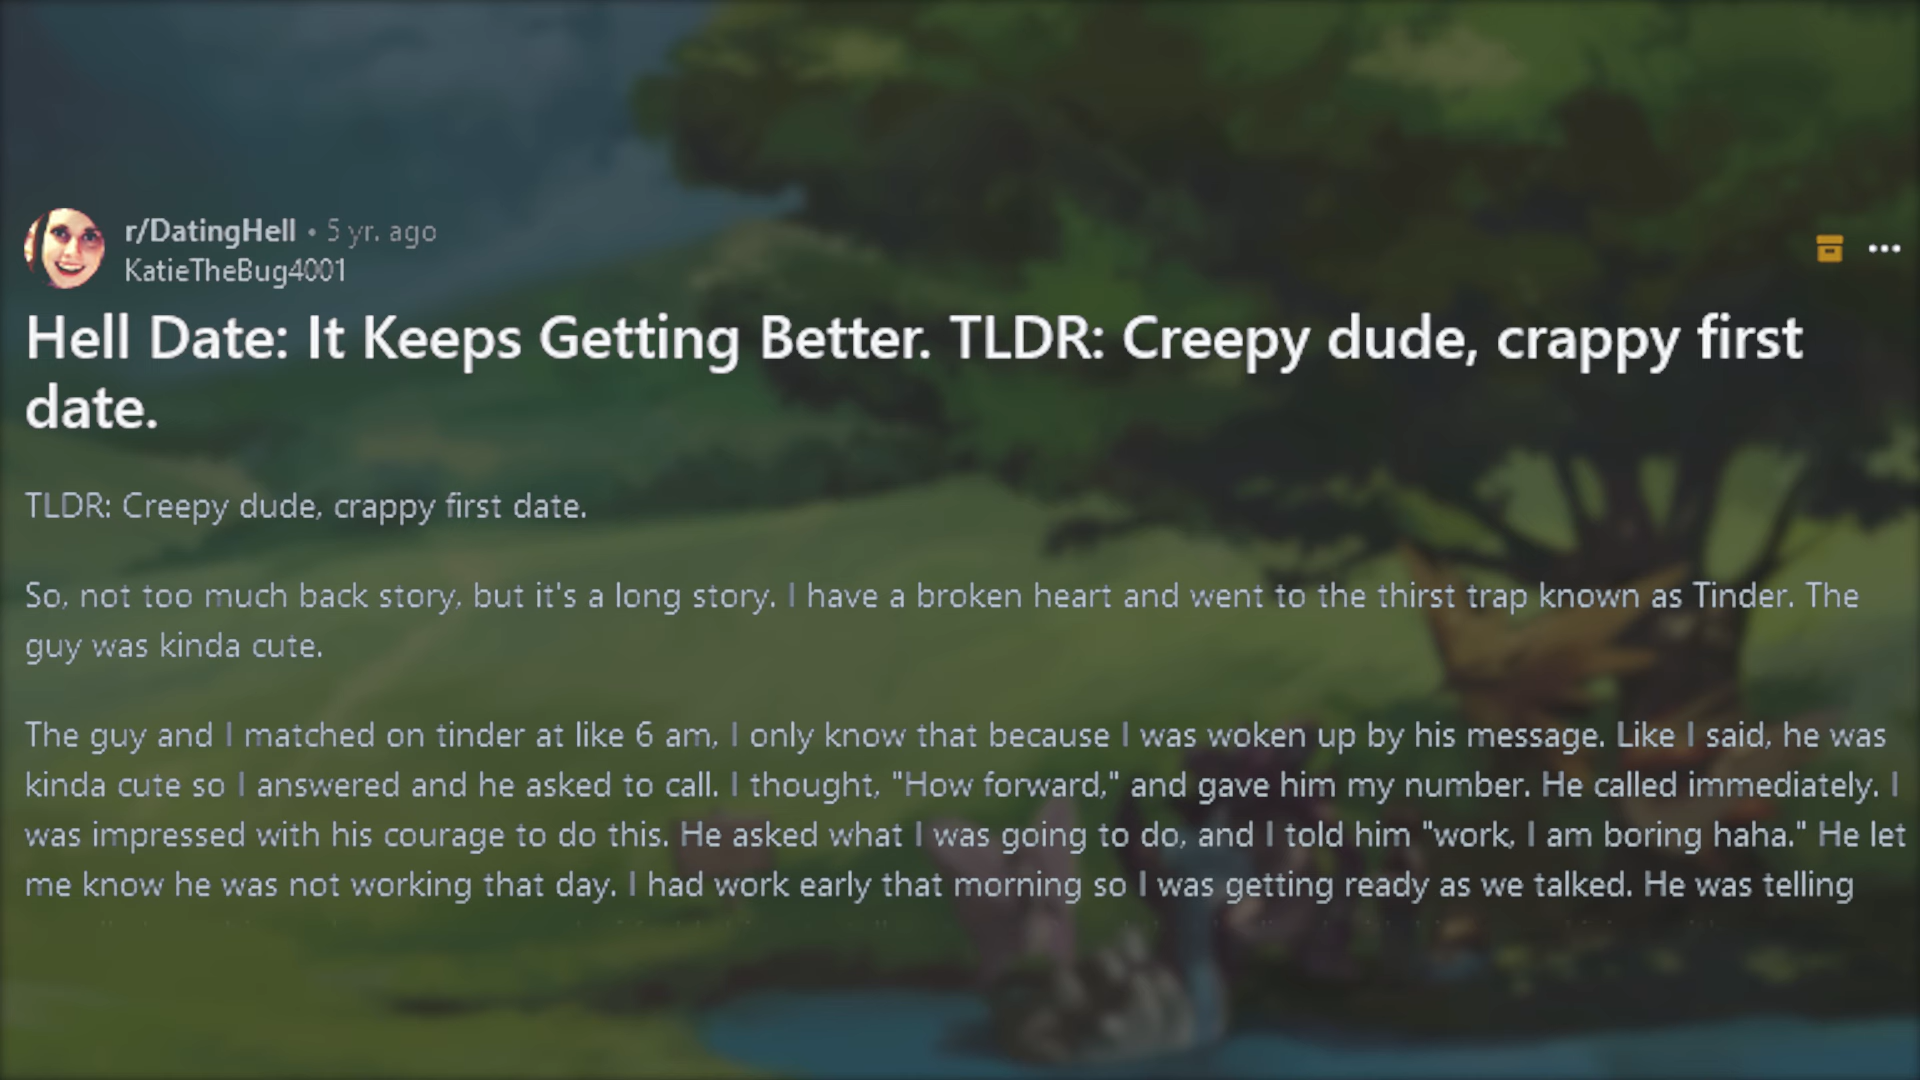 r/DatingHell • 5 yr. ago
KatieTheBug4001
Hell Date: It Keeps Getting Better. TLDR: Creepy dude, crappy first
date.
TLDR: Creepy dude, crappy first date.
So, not too much back story, but it's a long story. I have a broken heart and went to the thirst trap known as Tinder. The
guy was kinda cute.
The guy and I matched on tinder at like 6 am, I only know that because I was woken up by his message. Like I said, he was
kinda cute so I answered and he asked to call. I thought, "How forward," and gave him my number. He called immediately. I
was impressed with his courage to do this. He asked what I was going to do, and I told him "work, I am boring haha." He let
me know he was not working that day. I had work early that morning so I was getting ready as we talked. He was telling